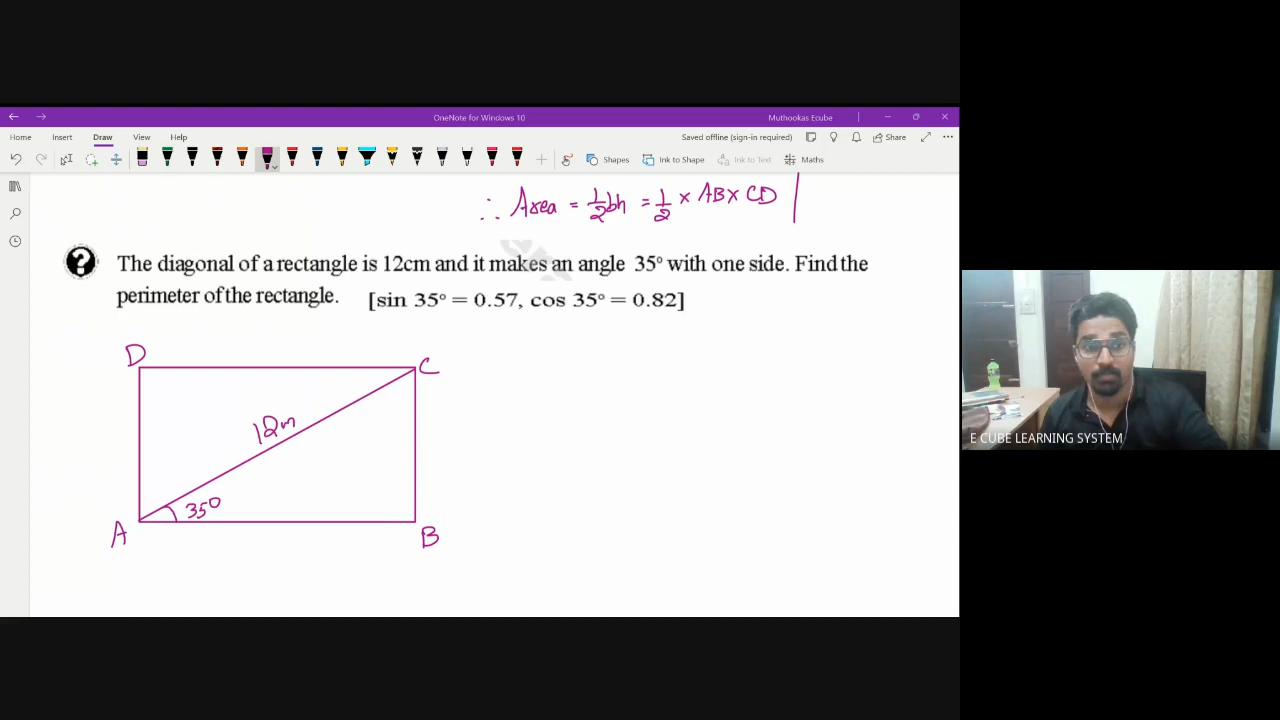 OneNote for Windows 10
Muthookas Ecube
Home Insert Draw View Help
Saved offline (sign-in required)
Share
Shapes
Ink to Shape
Ink to Text
Maths
∴ Area = 1/2 bh = 1/2 × AB × CD
The diagonal of a rectangle is 12cm and it makes an angle 35° with one side. Find the
perimeter of the rectangle. [sin 35° = 0.57, cos 35° = 0.82]
D
C
12m
35°
A
B
E CUBE LEARNING SYSTEM